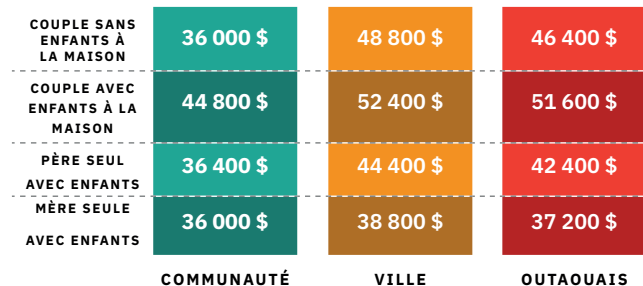 COUPLE SANS
ENFANTS À
LA MAISON
36 000 $ 48 800 $ 46 400 $
COUPLE AVEC
ENFANTS À LA
MAISON
44 800 $ 52 400 $ 51 600 $
PÈRE SEUL
AVEC ENFANTS
36 400 $ 44 400 $ 42 400 $
MÈRE SEULE
AVEC ENFANTS
36 000 $ 38 800 $ 37 200 $
COMMUNAUTÉ VILLE OUTAOUAIS